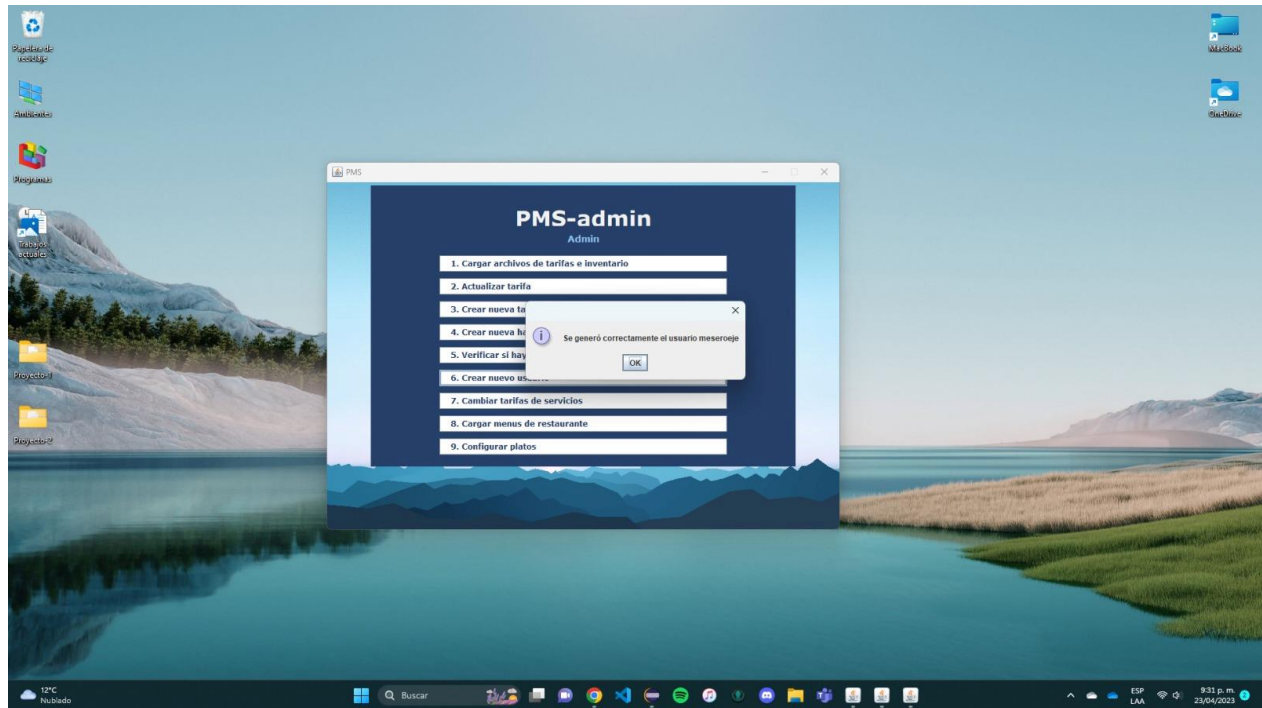 Papelera de
reciclaje
Ambientes
Programas
Trabajos
actuales
Proyecto-1
Proyecto-2
MacBook
OneDrive
PMS
PMS-admin
Admin
1. Cargar archivos de tarifas e inventario
2. Actualizar tarifa
3. Crear nueva ta
4. Crear nueva ha
5. Verificar si hay
6. Crear nuevo usuario
7. Cambiar tarifas de servicios
8. Cargar menus de restaurante
9. Configurar platos
Se generó correctamente el usuario meseroeje
OK
12°C
Nublado
Buscar
ESP
LAA
9:31 p. m.
23/04/2023
2